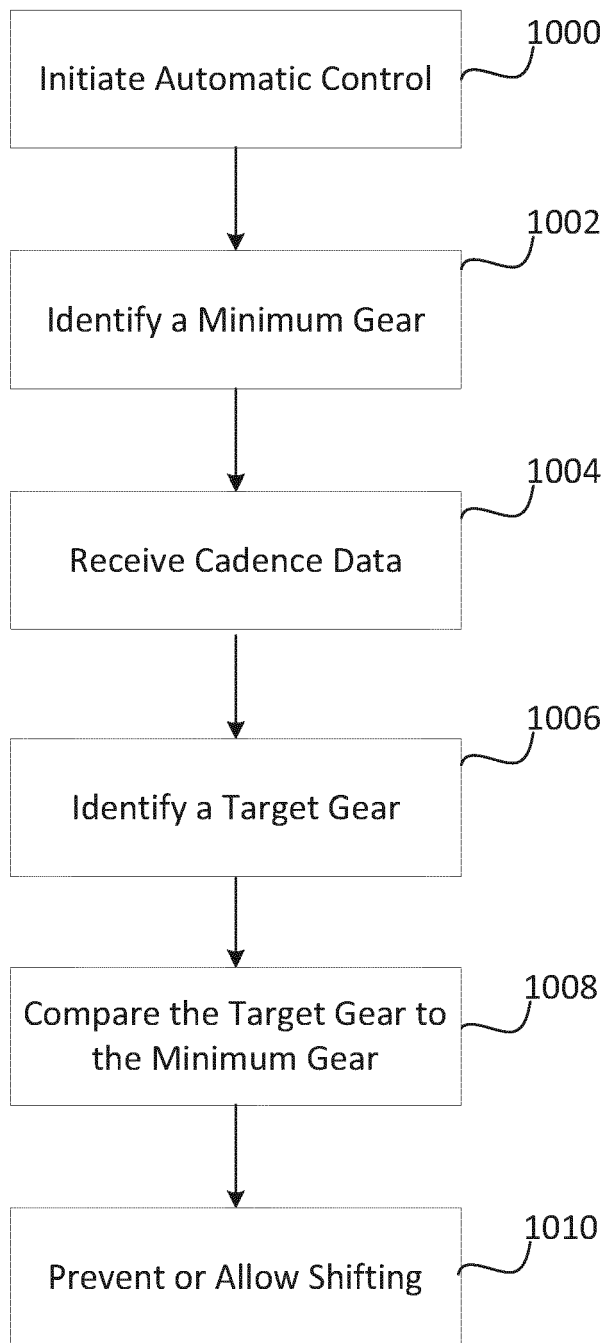 1000
Initiate Automatic Control
1002
Identify a Minimum Gear
1004
Receive Cadence Data
1006
Identify a Target Gear
1008
Compare the Target Gear to
the Minimum Gear
1010
Prevent or Allow Shifting